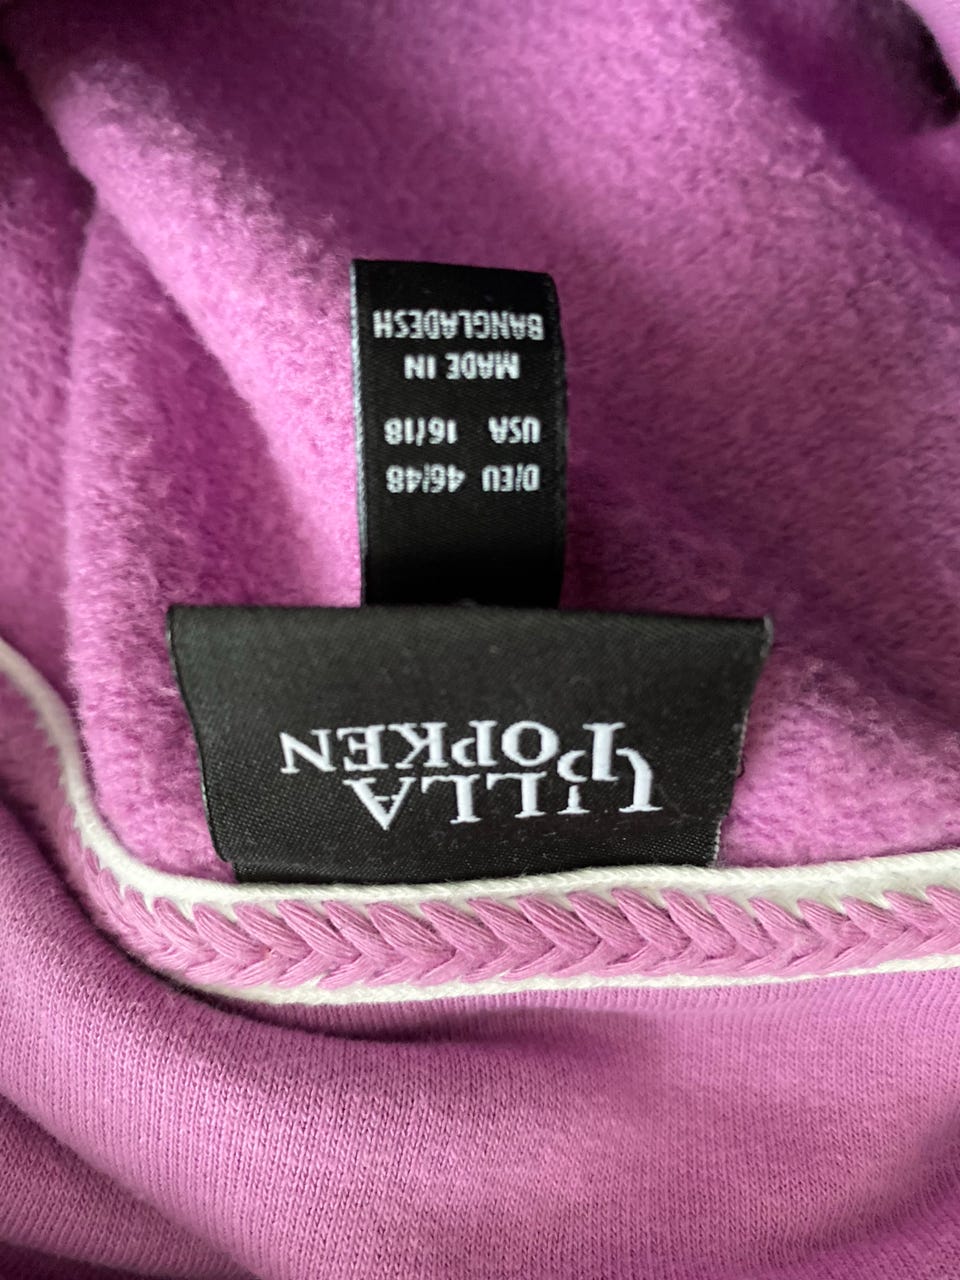 ULLA
POPKEN
D/EU 46/48
USA 16/18
MADE IN
BANGLADESH